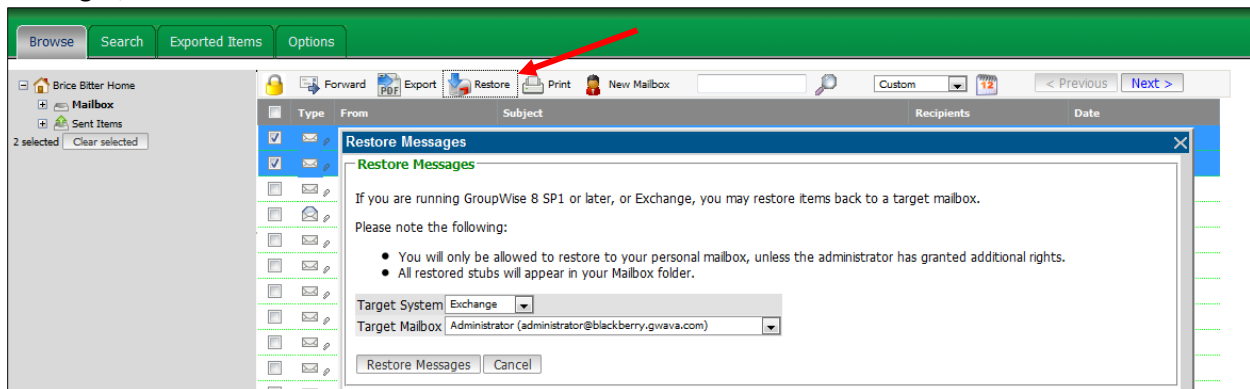 Browse Search Exported Items Options
Brice Bitter Home
Mailbox
Sent Items
2 selected Clear selected
Forward PDF Export Restore Print New Mailbox Custom 12 < Previous Next >
Type From Subject Recipients Date
Restore Messages
Restore Messages
If you are running GroupWise 8 SP1 or later, or Exchange, you may restore items back to a target mailbox.
Please note the following:
You will only be allowed to restore to your personal mailbox, unless the administrator has granted additional rights.
All restored stubs will appear in your Mailbox folder.
Target System Exchange
Target Mailbox Administrator (administrator@blackberry.gwava.com)
Restore Messages Cancel